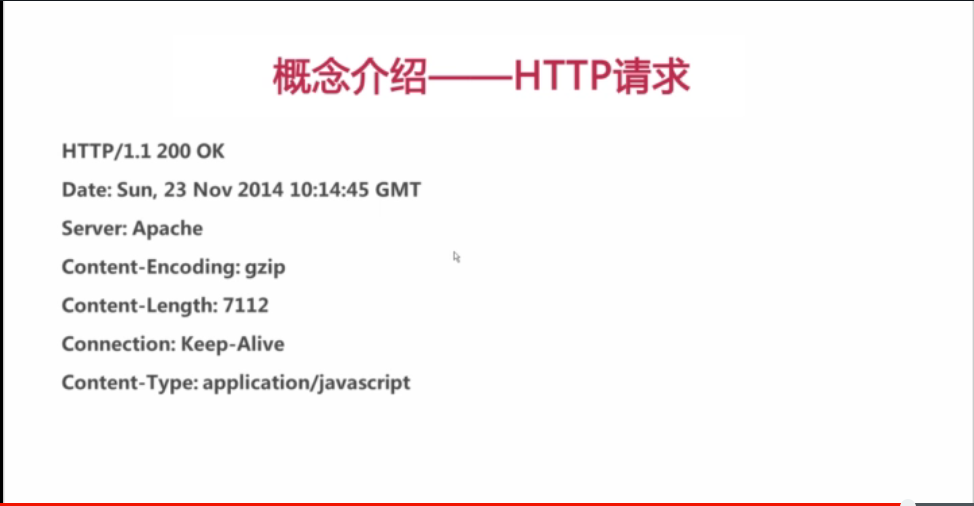 概念介绍——HTTP请求
HTTP/1.1 200 OK
Date: Sun, 23 Nov 2014 10:14:45 GMT
Server: Apache
Content-Encoding: gzip
Content-Length: 7112
Connection: Keep-Alive
Content-Type: application/javascript